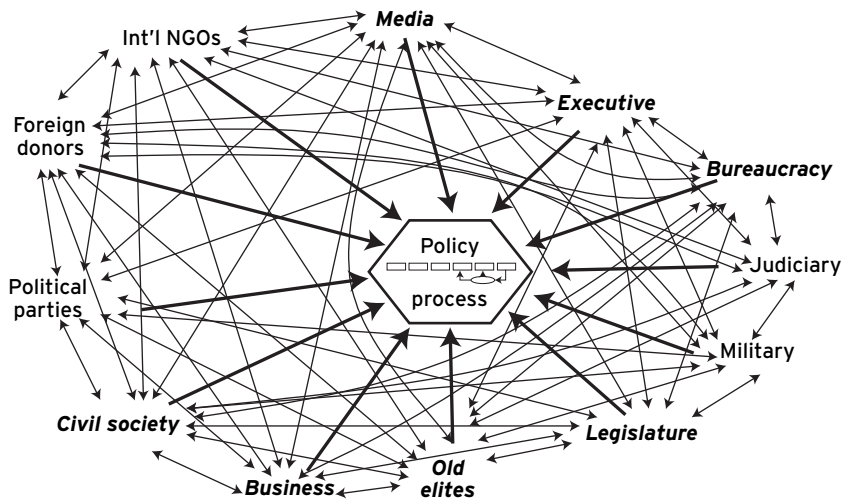 Media
Int'l NGOs
Executive
Foreign
donors
Bureaucracy
Policy
process
Judiciary
Political
parties
Military
Civil society
Legislature
Old
elites
Business